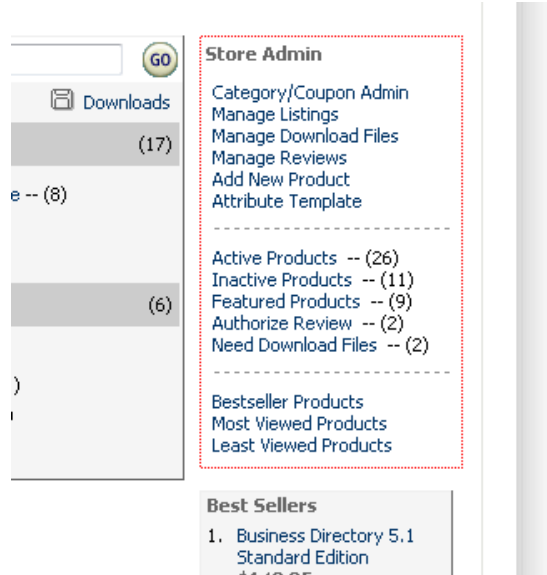 GO
Downloads
(17)
e -- (8)
(6)
)
Store Admin
Category/Coupon Admin
Manage Listings
Manage Download Files
Manage Reviews
Add New Product
Attribute Template
Active Products -- (26)
Inactive Products -- (11)
Featured Products -- (9)
Authorize Review -- (2)
Need Download Files -- (2)
Bestseller Products
Most Viewed Products
Least Viewed Products
Best Sellers
1. Business Directory 5.1
Standard Edition